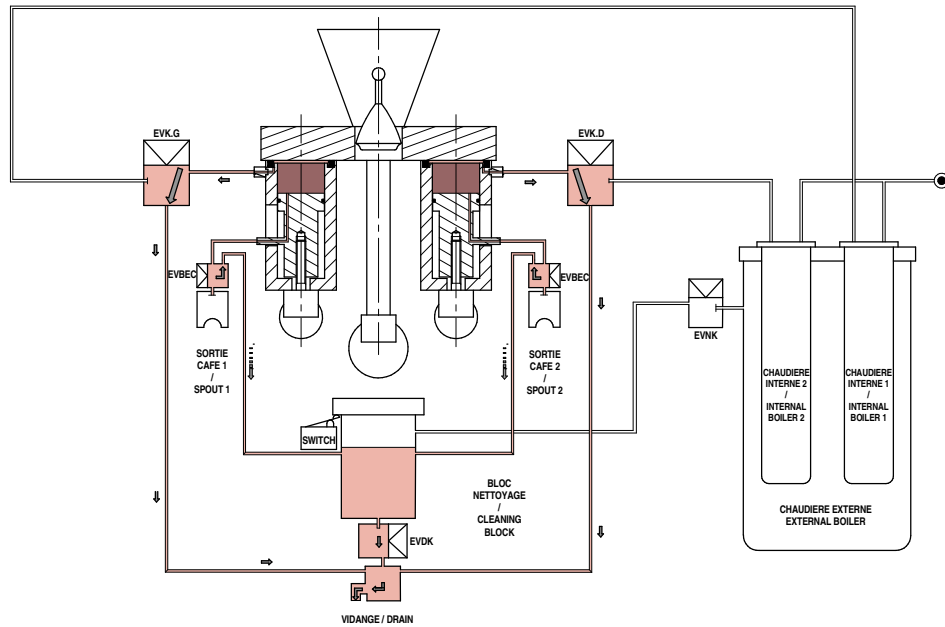 EVK.G
EVK.D
EVBEC
EVBEC
EVNK
SORTIE
CAFE 1
/
SPOUT 1
SORTIE
CAFE 2
/
SPOUT 2
CHAUDIERE
INTERNE 2
/
INTERNAL
BOILER 2
CHAUDIERE
INTERNE 1
/
INTERNAL
BOILER 1
SWITCH
BLOC
NETTOYAGE
/
CLEANING
BLOCK
CHAUDIERE EXTERNE
EXTERNAL BOILER
EVDK
VIDANGE / DRAIN